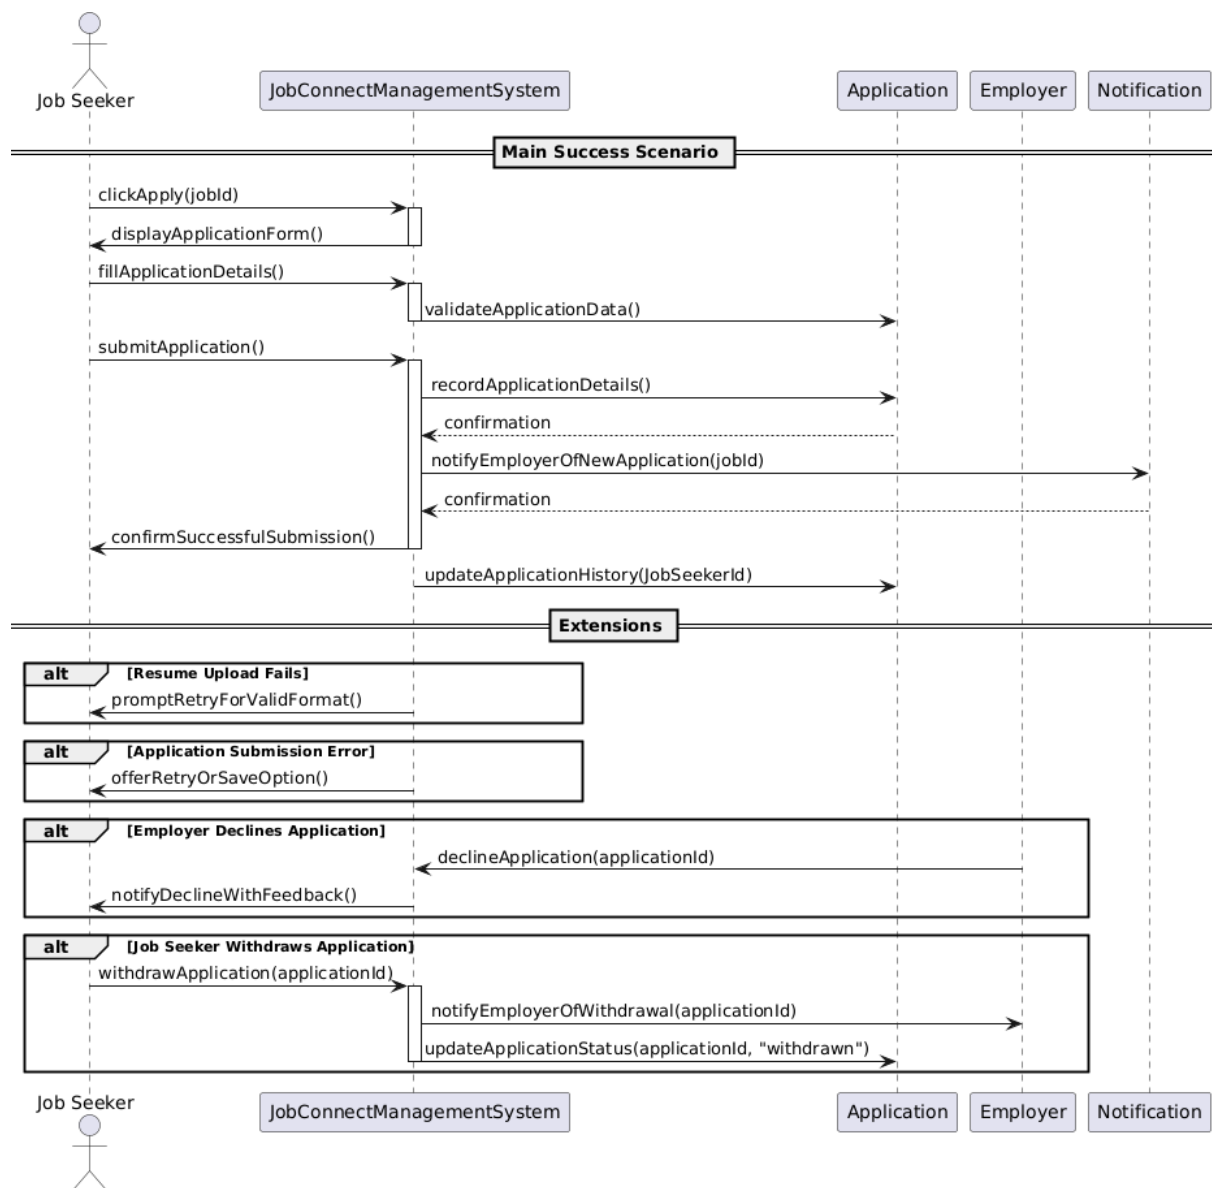 Job Seeker
JobConnectManagementSystem
Application
Employer
Notification
Main Success Scenario
clickApply(jobId)
displayApplicationForm()
fillApplicationDetails()
validateApplicationData()
submitApplication()
recordApplicationDetails()
confirmation
notifyEmployerOfNewApplication(jobId)
confirmation
confirmSuccessfulSubmission()
updateApplicationHistory(JobSeekerId)
Extensions
alt [Resume Upload Fails]
promptRetryForValidFormat()
alt [Application Submission Error]
offerRetryOrSaveOption()
alt [Employer Declines Application]
declineApplication(applicationId)
notifyDeclineWithFeedback()
alt [Job Seeker Withdraws Application]
withdrawApplication(applicationId)
notifyEmployerOfWithdrawal(applicationId)
updateApplicationStatus(applicationId, "withdrawn")
Job Seeker
JobConnectManagementSystem
Application
Employer
Notification